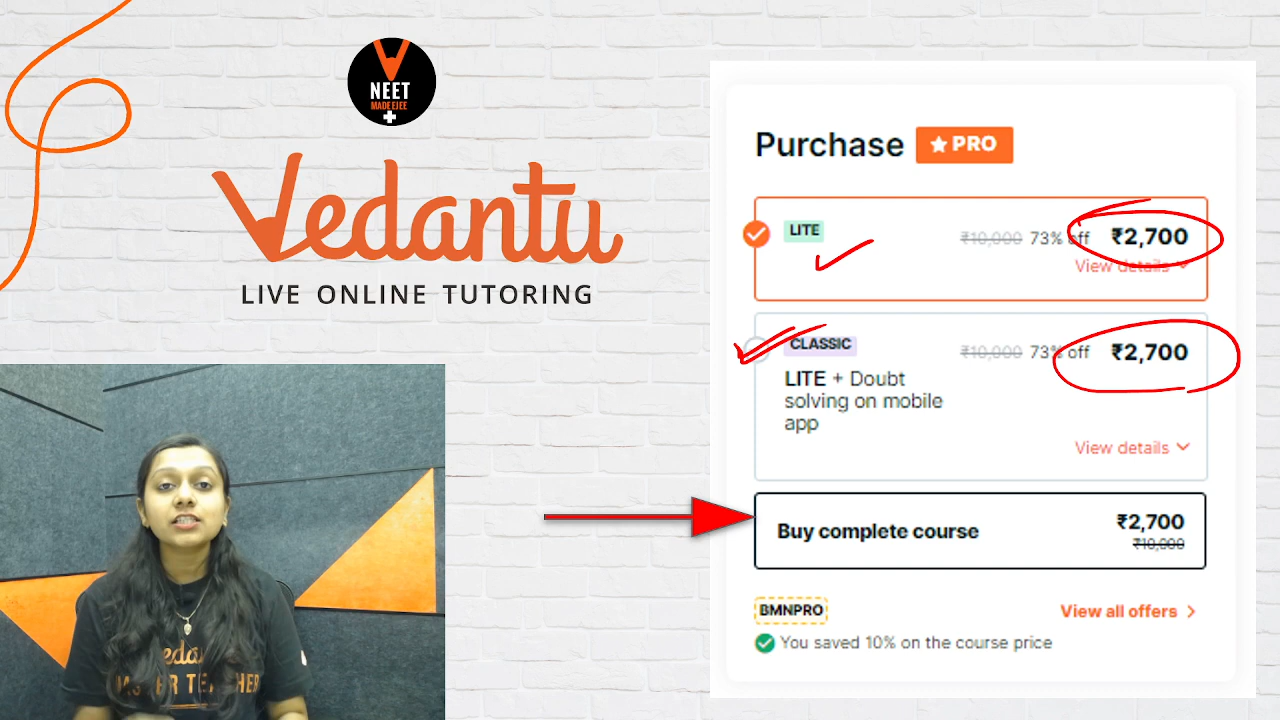 NEET
MADE EJEE
Vedantu
LIVE ONLINE TUTORING
Purchase ★ PRO
LITE ₹10,000 73% off ₹2,700
View details
CLASSIC ₹10,000 73% off ₹2,700
LITE + Doubt
solving on mobile
app
View details
Buy complete course ₹2,700
₹10,000
BMNPRO View all offers >
You saved 10% on the course price